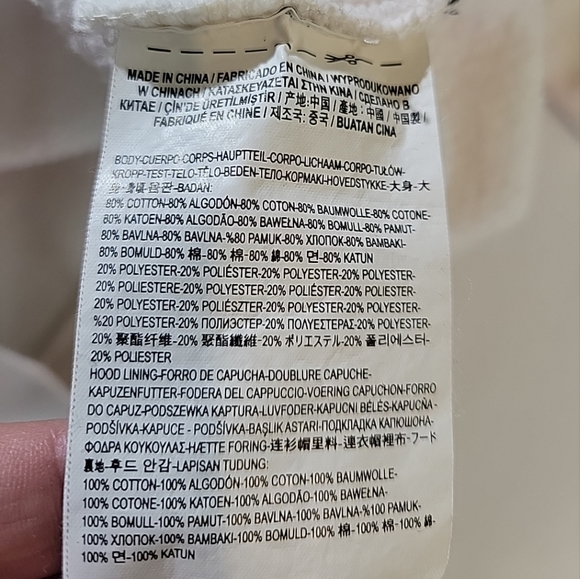 MADE IN CHINA / FABRICADO EN CHINA / WYPRODUKOWANO
W CHINACH / ΚΑΤΑΣΚΕΥΑΖΕΤΑΙ ΣΤΗΝ ΚΙΝΑ / СДЕЛАНО В
КИТАЕ / ÇİN'DE ÜRETİLMİŞTİR / 产地:中国 / 產地:中國 / 中国製 /
FABRIQUÉ EN CHINE / 제조국: 중국 / BUATAN CINA
BODY-CUERPO-CORPS-HAUPTTEIL-CORPO-LICHAAM-CORPO-TUŁÓW-
KROPP-TEST-TELO-TĚLO-BEDEN-ТЕЛО-ΚΟΡΜΑΚΙ-HOVEDSTYKKE-大身-大
身-身頃-몸판-BADAN:
80% COTTON-80% ALGODÓN-80% COTON-80% BAUMWOLLE-80% COTONE-
80% KATOEN-80% ALGODÃO-80% BAWEŁNA-80% BOMULL-80% PAMUT-
80% BAVLNA-80% BAVLNA-%80 PAMUK-80% ХЛОПОК-80% ΒΑΜΒΑΚΙ-
80% BOMULD-80% 棉-80% 棉-80% 綿-80% 면-80% KATUN
20% POLYESTER-20% POLIÉSTER-20% POLYESTER-20% POLYESTER-
20% POLIESTERE-20% POLYESTER-20% POLIÉSTER-20% POLIESTER-
20% POLYESTER-20% POLIÉSZTER-20% POLYESTER-20% POLYESTER-
%20 POLYESTER-20% ПОЛИЭСТЕР-20% ΠΟΛΥΕΣΤΕΡΑΣ-20% POLYESTER-
20% 聚酯纤维-20% 聚酯纖維-20% ポリエステル-20% 폴리에스터-
20% POLIESTER
HOOD LINING-FORRO DE CAPUCHA-DOUBLURE CAPUCHE-
KAPUZENFUTTER-FODERA DEL CAPPUCCIO-VOERING CAPUCHON-FORRO
DO CAPUZ-PODSZEWKA KAPTURA-LUVFODER-KAPUCNI BÉLÉS-KAPUCŇA-
PODŠÍVKA-KAPUCE - PODŠÍVKA-BAŞLIK ASTARI-ПОДКЛАДКА КАПЮШОНА-
ΦΟΔΡΑ ΚΟΥΚΟΥΛΑΣ-HÆTTE FORING-连衫帽里料-連衣帽裡布-フード
裏地-후드 안감-LAPISAN TUDUNG:
100% COTTON-100% ALGODÓN-100% COTON-100% BAUMWOLLE-
100% COTONE-100% KATOEN-100% ALGODÃO-100% BAWEŁNA-
100% BOMULL-100% PAMUT-100% BAVLNA-100% BAVLNA-%100 PAMUK-
100% ХЛОПОК-100% ΒΑΜΒΑΚΙ-100% BOMULD-100% 棉-100% 棉-100% 綿-
100% 면-100% KATUN